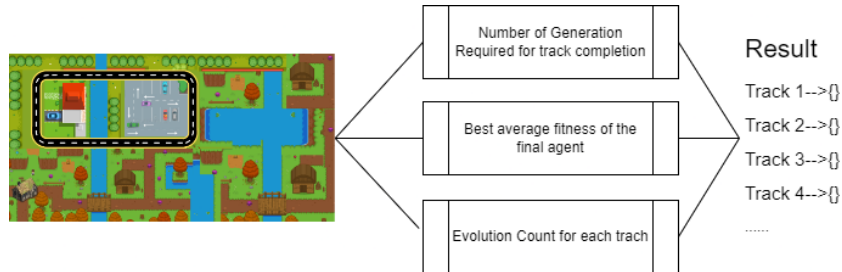 Number of Generation
Required for track completion
Best average fitness of the
final agent
Evolution Count for each trach
Result
Track 1-->{}
Track 2-->{}
Track 3-->{}
Track 4-->{}
......